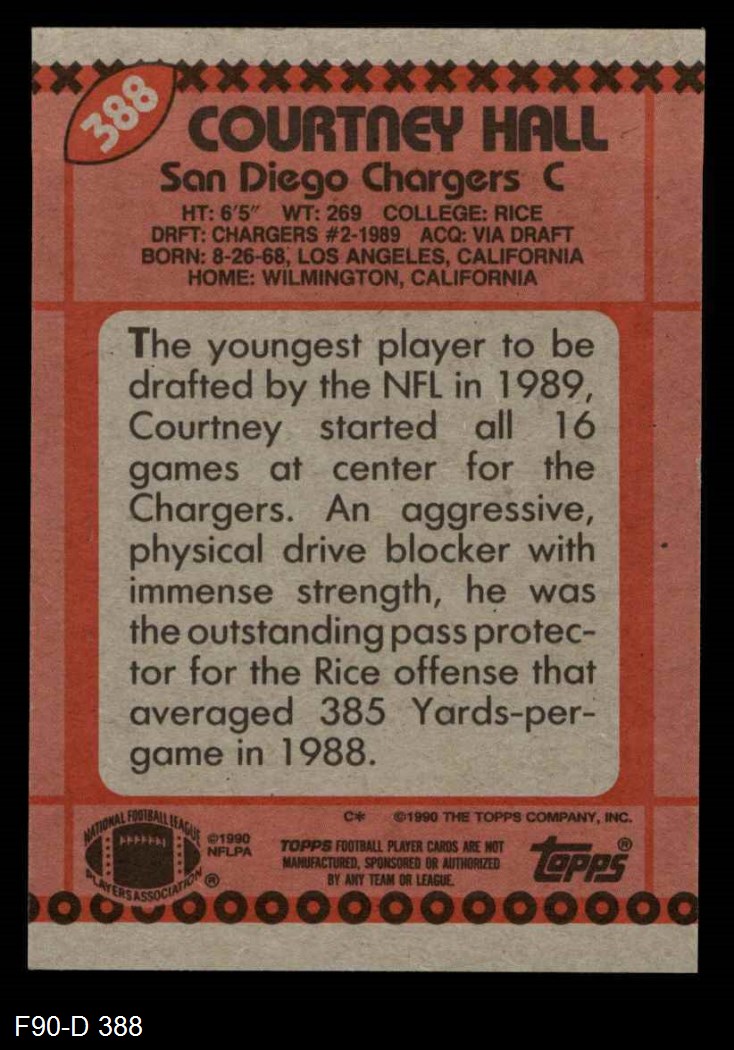 388
COURTNEY HALL
San Diego Chargers C
HT: 6'5" WT: 269 COLLEGE: RICE
DRFT: CHARGERS #2-1989 ACQ: VIA DRAFT
BORN: 8-26-68, LOS ANGELES, CALIFORNIA
HOME: WILMINGTON, CALIFORNIA
The youngest player to be
drafted by the NFL in 1989,
Courtney started all 16
games at center for the
Chargers. An aggressive,
physical drive blocker with
immense strength, he was
the outstanding pass protec-
tor for the Rice offense that
averaged 385 Yards-per-
game in 1988.
C* ©1990 THE TOPPS COMPANY, INC.
NATIONAL FOOTBALL LEAGUE
PLAYERS ASSOCIATION ®
©1990
NFLPA
TOPPS FOOTBALL PLAYER CARDS ARE NOT
MANUFACTURED, SPONSORED OR AUTHORIZED
BY ANY TEAM OR LEAGUE.
topps®
F90-D 388